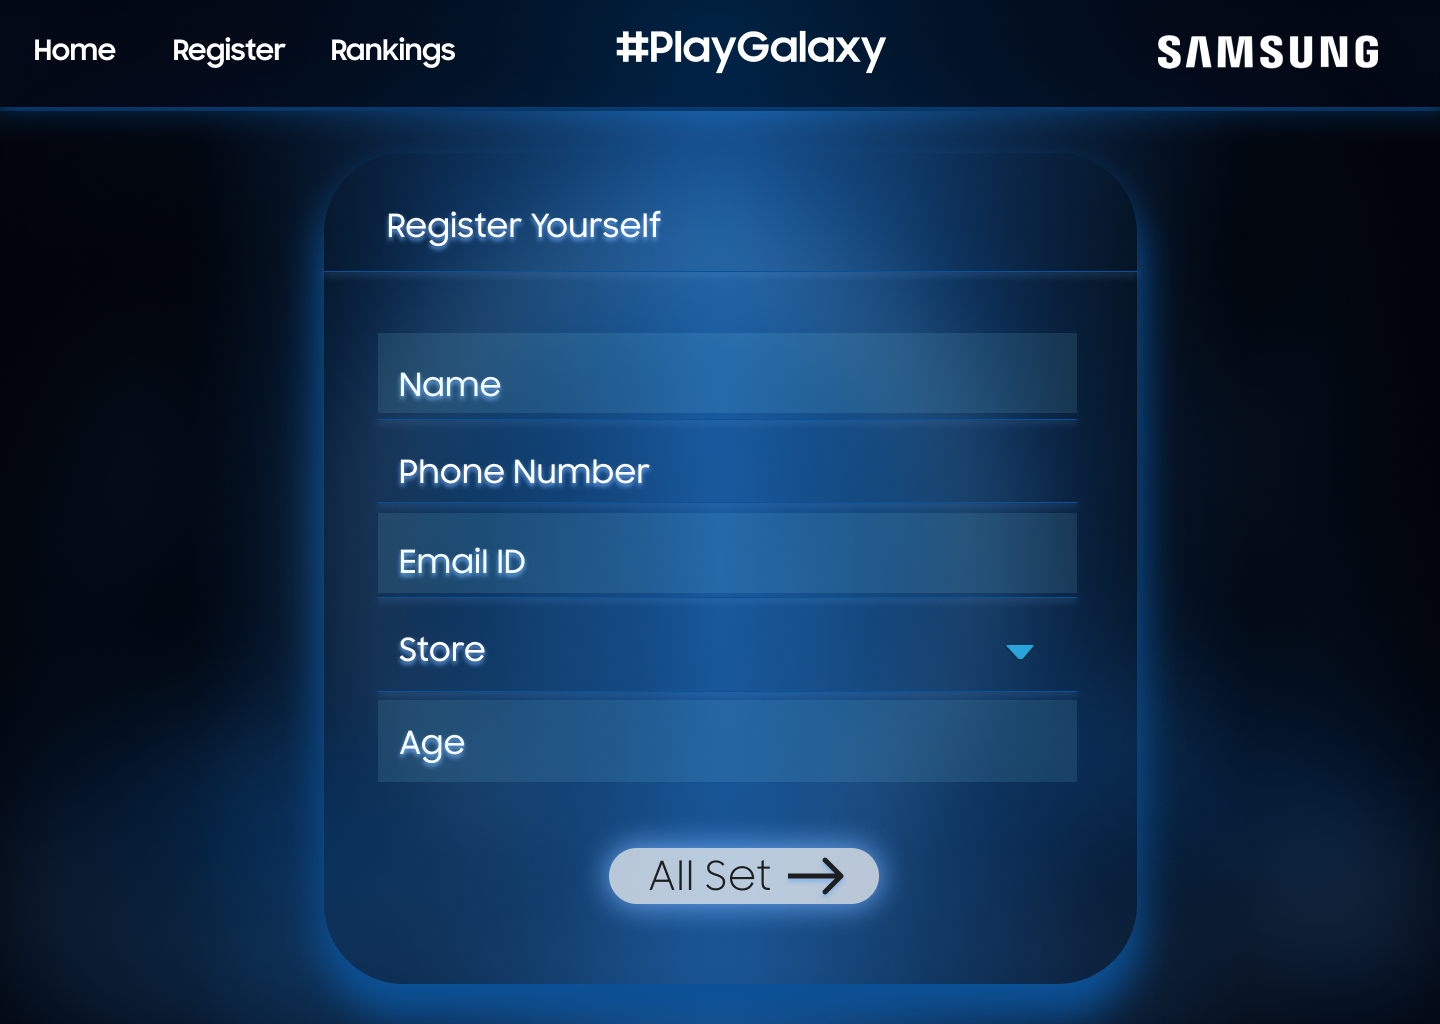 Home Register Rankings #PlayGalaxy SAMSUNG
Register Yourself
Name
Phone Number
Email ID
Store
Age
All Set →